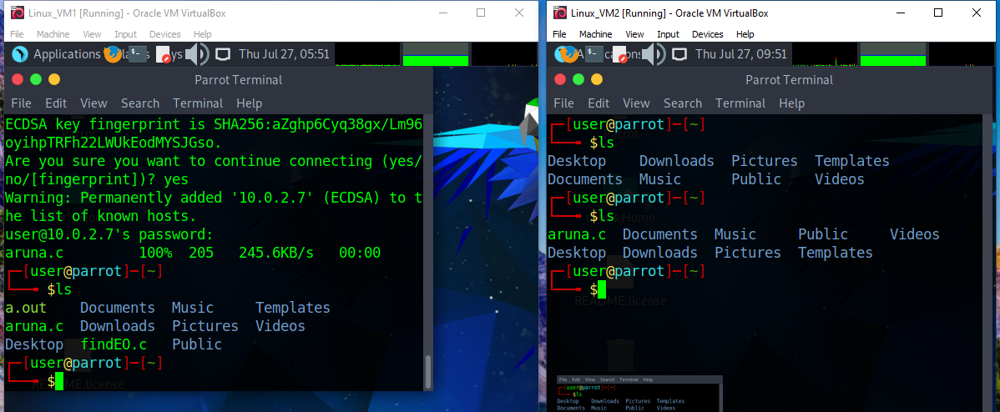 Linux_VM1 [Running] - Oracle VM VirtualBox
File Machine View Input Devices Help
Applications Thu Jul 27, 05:51
Parrot Terminal
File Edit View Search Terminal Help
ECDSA key fingerprint is SHA256:aZghp6Cyq38gx/Lm96
oyihpTRFh22LWUkEodMYSJGso.
Are you sure you want to continue connecting (yes/
no/[fingerprint])? yes
Warning: Permanently added '10.0.2.7' (ECDSA) to t
he list of known hosts.
user@10.0.2.7's password:
aruna.c 100% 205 245.6KB/s 00:00
[user@parrot]-[~]
$ls
a.out Documents Music Templates
aruna.c Downloads Pictures Videos
Desktop findEO.c Public
[user@parrot]-[~]
$
README.license
Linux_VM2 [Running] - Oracle VM VirtualBox
File Machine View Input Devices Help
Thu Jul 27, 09:51
Parrot Terminal
File Edit View Search Terminal Help
[user@parrot]-[~]
$ls
Desktop Downloads Pictures Templates
Documents Music Public Videos
[user@parrot]-[~]
$ls
aruna.c Documents Music Public Videos
Desktop Downloads Pictures Templates
[user@parrot]-[~]
$
README.license
File Edit View Search Terminal Help
[user@parrot]-[~]
$ls
Desktop Downloads Pictures Templates
Documents Music Public Videos